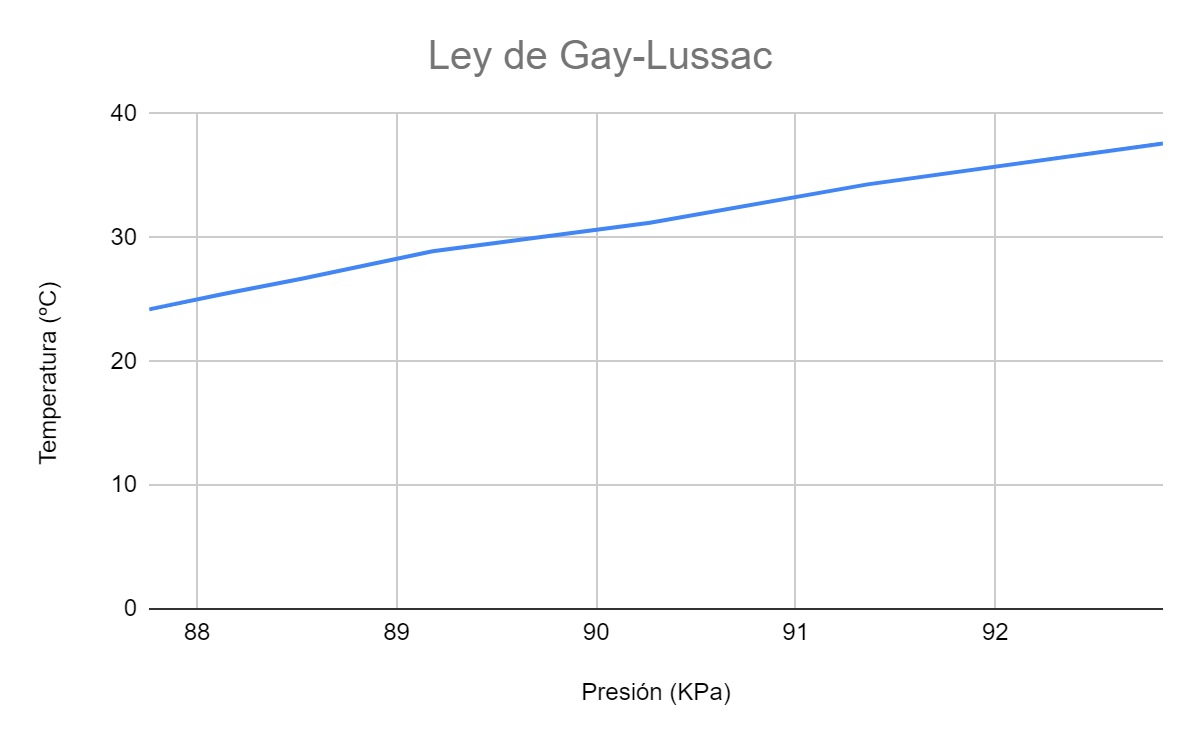 Ley de Gay-Lussac
40
30
20
10
0
Temperatura (ºC)
88 89 90 91 92
Presión (KPa)